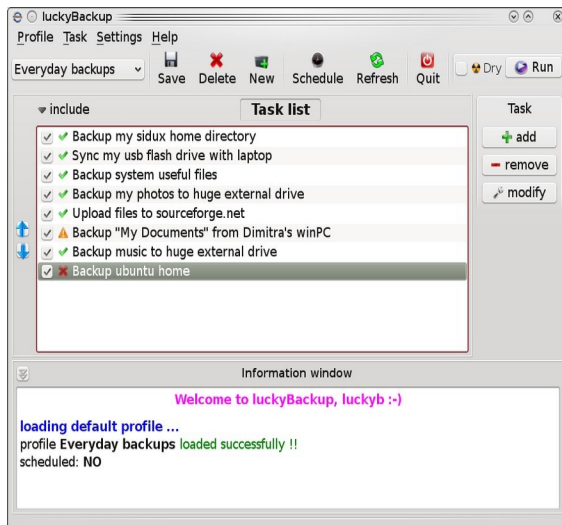 luckyBackup
Profile Task Settings Help
Everyday backups
Save Delete New Schedule Refresh Quit Dry Run
include
Task list
Task
Backup my sidux home directory
Sync my usb flash drive with laptop
Backup system useful files
Backup my photos to huge external drive
Upload files to sourceforge.net
Backup "My Documents" from Dimitra's winPC
Backup music to huge external drive
Backup ubuntu home
add
remove
modify
Information window
Welcome to luckyBackup, luckyb :-)
loading default profile ...
profile Everyday backups loaded successfully !!
scheduled: NO